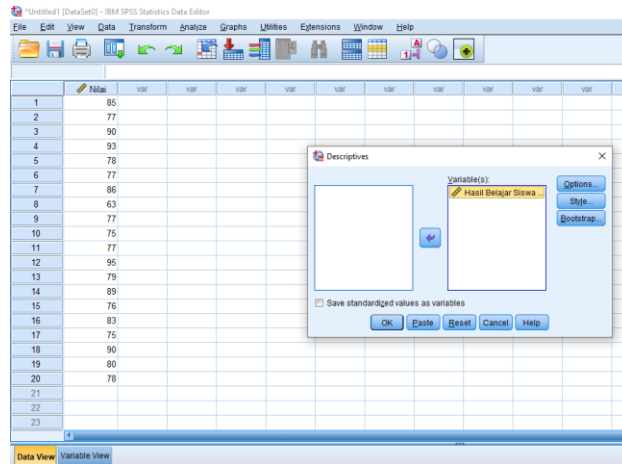 *Untitled1 [DataSet0] - IBM SPSS Statistics Data Editor
File Edit View Data Transform Analyze Graphs Utilities Extensions Window Help
Nilai var var var var var var var var var
1 85
2 77
3 90
4 93
5 78
6 77
7 86
8 63
9 77
10 75
11 77
12 95
13 79
14 89
15 76
16 83
17 75
18 90
19 80
20 78
21
22
23
Descriptives
Variable(s):
Hasil Belajar Siswa ...
Options...
Style...
Bootstrap...
Save standardized values as variables
OK Paste Reset Cancel Help
Data View Variable View